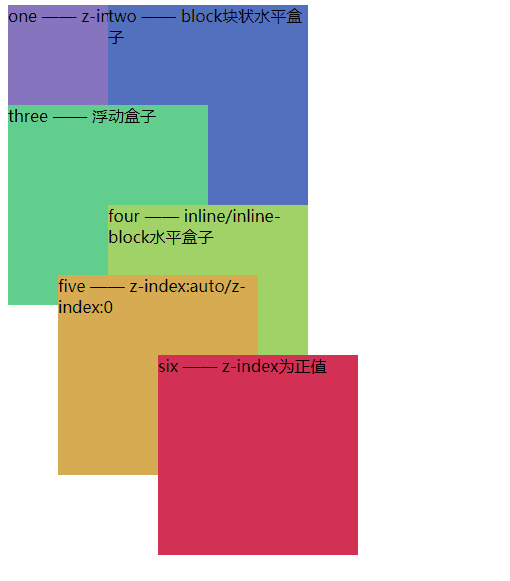 one —— z-in
two —— block块状水平盒
子
three —— 浮动盒子
four —— inline/inline-
block水平盒子
five —— z-index:auto/z-
index:0
six —— z-index为正值